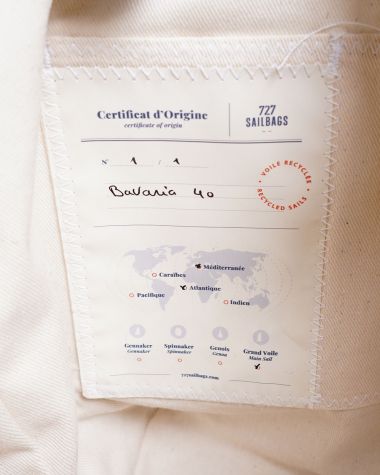 Certificat d'Origine
certificate of origin
727
SAILBAGS
N° 1 / 1
Bavaria 40
• VOILE RECYCLÉE •
RECYCLED SAILS
Méditerranée
Caraïbes
Atlantique
Pacifique
Indien
Gennaker Spinnaker Genois Grand Voile
Gennaker Spinnaker Genoa Main Sail
727sailbags.com